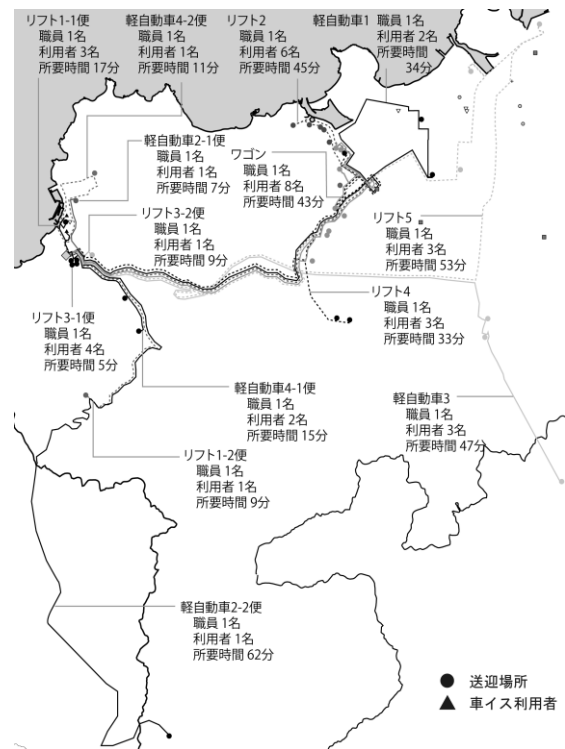 リフト1-1便
職員 1名
利用者 3名
所要時間 17分
軽自動車4-2便
職員 1名
利用者 1名
所要時間 11分
リフト2
職員 1名
利用者 6名
所要時間 45分
軽自動車1 職員 1名
利用者 2名
所要時間
34分
軽自動車2-1便
職員 1名
利用者 1名
所要時間 7分
ワゴン
職員 1名
利用者 8名
所要時間 43分
リフト3-2便
職員 1名
利用者 1名
所要時間 9分
リフト5
職員 1名
利用者 3名
所要時間 53分
リフト3-1便
職員 1名
利用者 4名
所要時間 5分
リフト4
職員 1名
利用者 3名
所要時間 33分
軽自動車4-1便
職員 1名
利用者 2名
所要時間 15分
軽自動車3
職員 1名
利用者 3名
所要時間 47分
リフト1-2便
職員 1名
利用者 1名
所要時間 9分
軽自動車2-2便
職員 1名
利用者 1名
所要時間 62分
● 送迎場所
▲ 車イス利用者